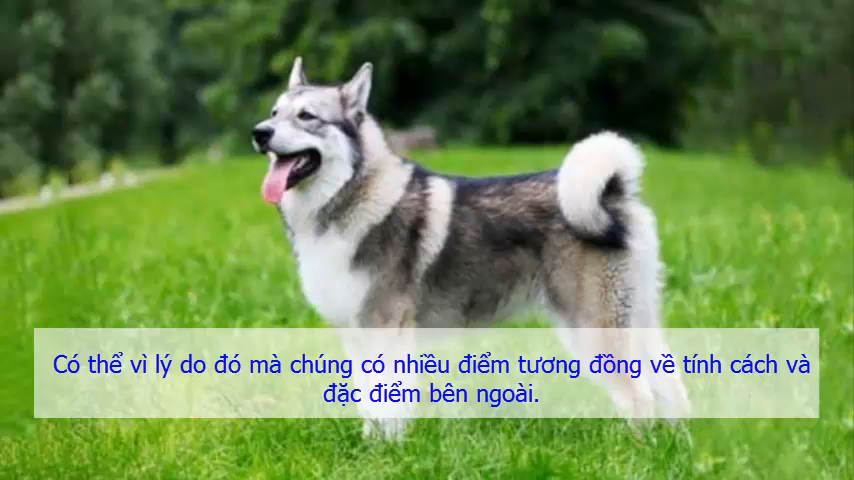 Có thể vì lý do đó mà chúng có nhiều điểm tương đồng về tính cách và
đặc điểm bên ngoài.